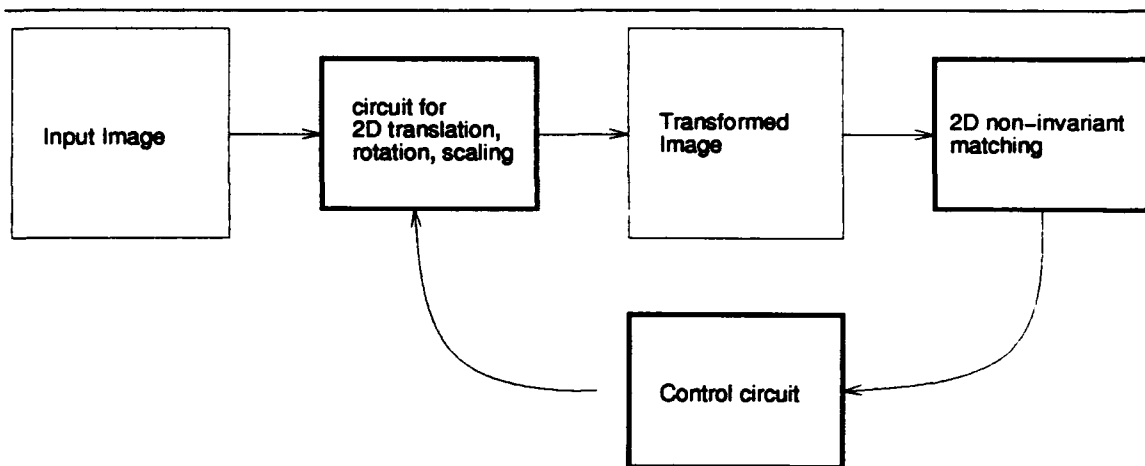 Input Image
circuit for
2D translation,
rotation, scaling
Transformed
Image
2D non-invariant
matching
Control circuit